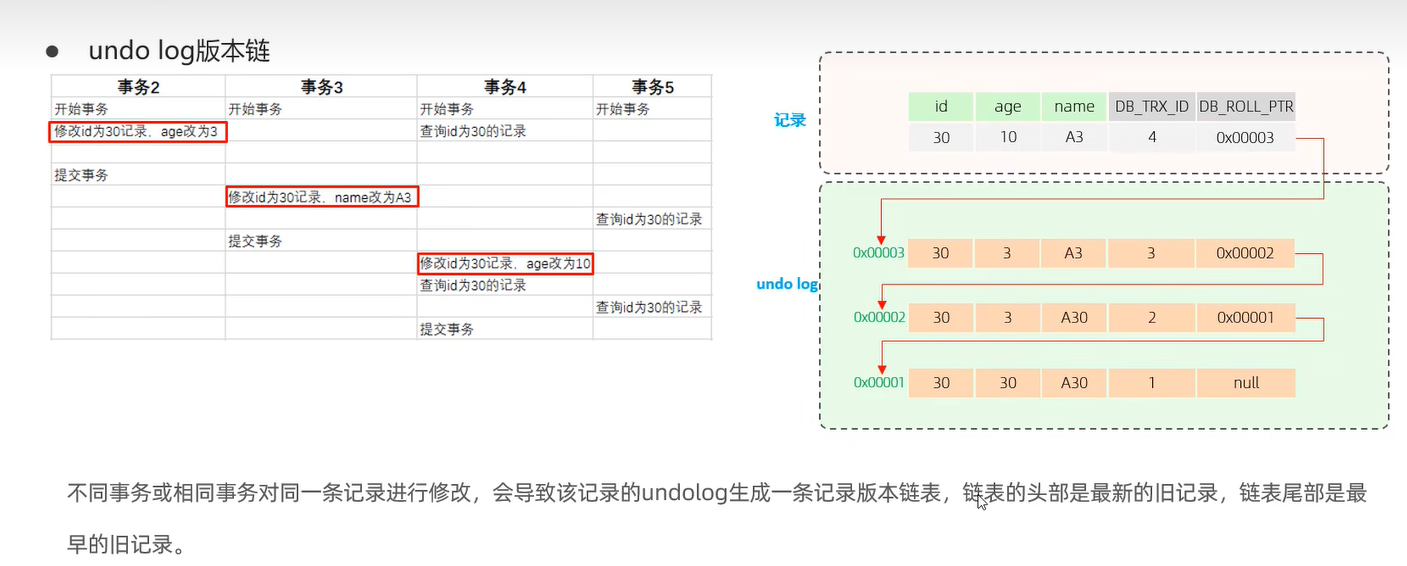 ● undo log版本链
事务2 事务3 事务4 事务5
开始事务 开始事务 开始事务 开始事务
修改id为30记录，age改为3 查询id为30的记录
提交事务
修改id为30记录，name改为A3
查询id为30的记录
提交事务
修改id为30记录，age改为10
查询id为30的记录
查询id为30的记录
提交事务
记录
id age name DB_TRX_ID DB_ROLL_PTR
30 10 A3 4 0x00003
undo log
0x00003 30 3 A3 3 0x00002
0x00002 30 3 A30 2 0x00001
0x00001 30 30 A30 1 null
不同事务或相同事务对同一条记录进行修改，会导致该记录的undolog生成一条记录版本链表，链表的头部是最新的旧记录，链表尾部是最
早的旧记录。